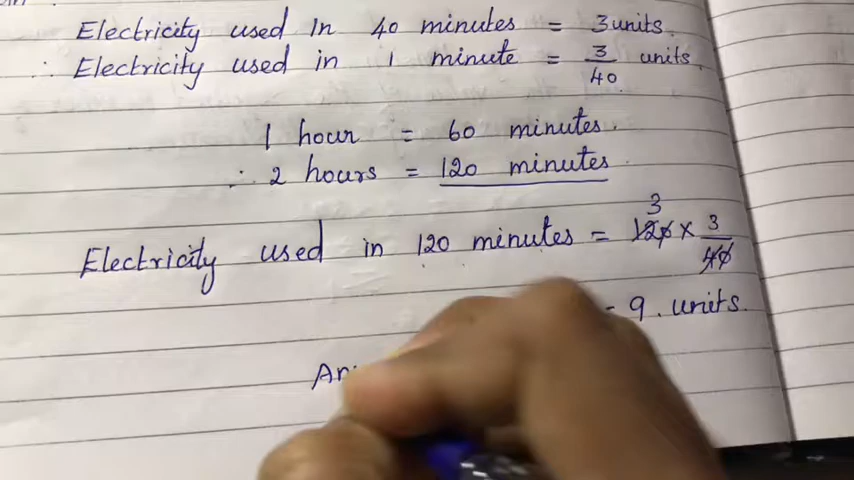 Electricity used in 40 minutes = 3 units.
∴ Electricity used in 1 minute = 3/40 units.
1 hour = 60 minutes.
∴ 2 hours = 120 minutes
3
Electricity used in 120 minutes = 120 × 3/40
= 9. units.